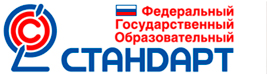 Федеральный
Государственный
Образовательный
СТАНДАРТ